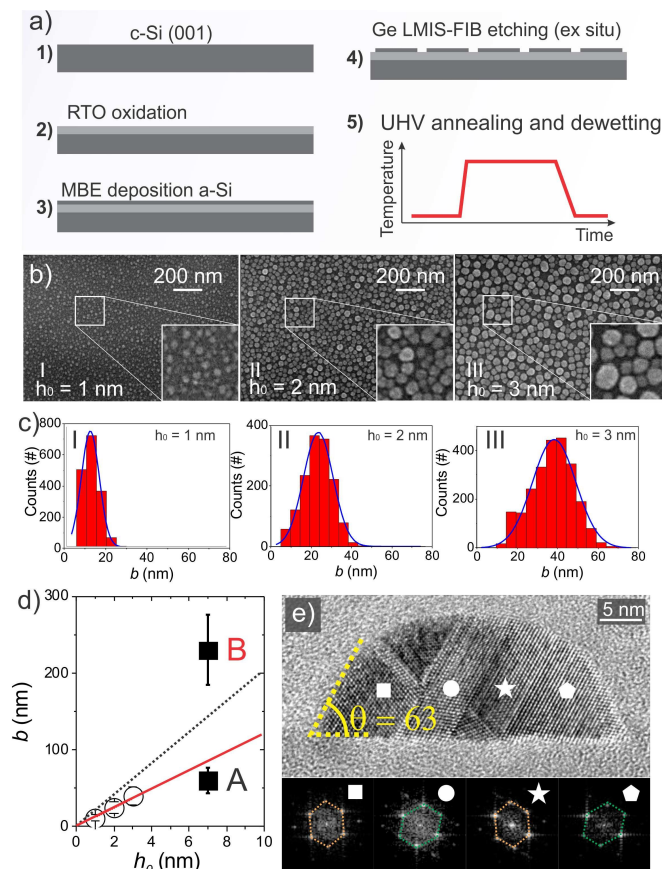 a)
c-Si (001)
1)
RTO oxidation
2)
MBE deposition a-Si
3)
Ge LMIS-FIB etching (ex situ)
4)
5) UHV annealing and dewetting
Temperature
Time
b)
200 nm
I
h₀ = 1 nm
200 nm
II
h₀ = 2 nm
200 nm
III
h₀ = 3 nm
c)
800
600
400
200
0
Counts (#)
I
h₀ = 1 nm
0 20 40 60 80
b (nm)
400
200
0
Counts (#)
II
h₀ = 2 nm
0 20 40 60 80
b (nm)
400
200
0
Counts (#)
III
h₀ = 3 nm
0 20 40 60 80
b (nm)
d)
300
200
100
0
b (nm)
B
A
0 2 4 6 8 10
h₀ (nm)
e)
5 nm
θ = 63